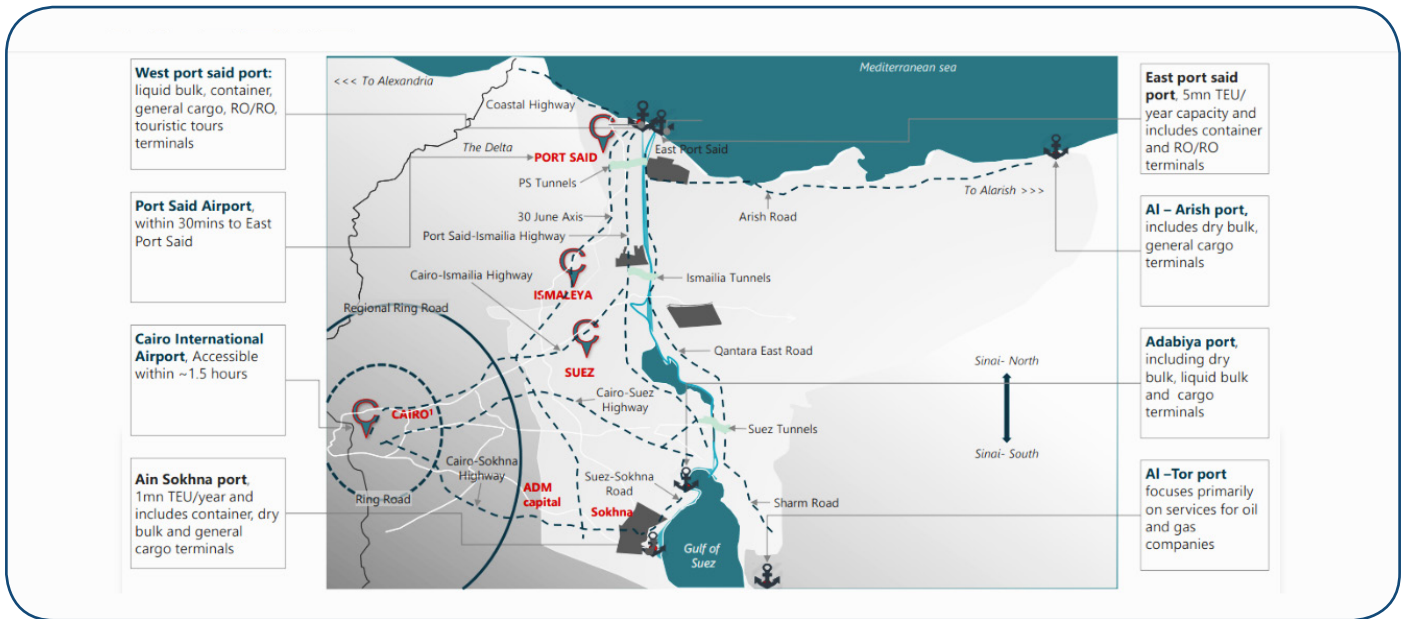 West port said port:
liquid bulk, container,
general cargo, RO/RO,
touristic tours
terminals
Port Said Airport,
within 30mins to East
Port Said
Cairo International
Airport, Accessible
within ~1.5 hours
Ain Sokhna port,
1mn TEU/year and
includes container, dry
bulk and general
cargo terminals
<<< To Alexandria
Mediterranean sea
Coastal Highway
The Delta
PORT SAID
East Port Said
PS Tunnels
To Alarish >>>
30 June Axis
Arish Road
Port Said-Ismailia Highway
Cairo-Ismailia Highway
Ismailia Tunnels
ISMALEYA
Regional Ring Road
Qantara East Road
SUEZ
Sinai- North
Cairo-Suez
Highway
CAIRO¹
Suez Tunnels
Sinai- South
Cairo-Sokhna
Highway
Suez-Sokhna
Road
ADM
capital
Ring Road
Sokhna
Sharm Road
Gulf of
Suez
East port said
port, 5mn TEU/
year capacity and
includes container
and RO/RO
terminals
Al – Arish port,
includes dry bulk,
general cargo
terminals
Adabiya port,
including dry
bulk, liquid bulk
and cargo
terminals
Al –Tor port
focuses primarily
on services for oil
and gas
companies